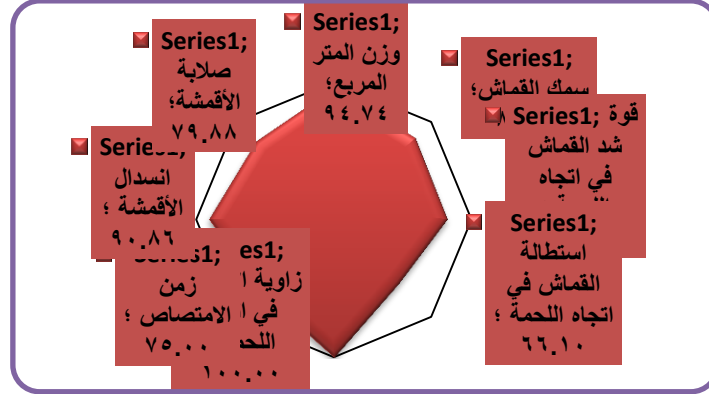 Series1;
وزن المتر
المربع؛
٩٤.٧٤
Series1;
سمك القماش؛
Series1; قوة
شد القماش
في اتجاه
Series1;
استطالة
القماش في
اتجاه اللحمة ؛
٦٦.١٠
زاوية
في
١٠٠.٠٠
زمن
الامتصاص ؛
٧٥.٠٠
انسدال
الأقمشة ؛
٩٠.٨٦
Series1;
صلابة
الأقمشة؛
٧٩.٨٨